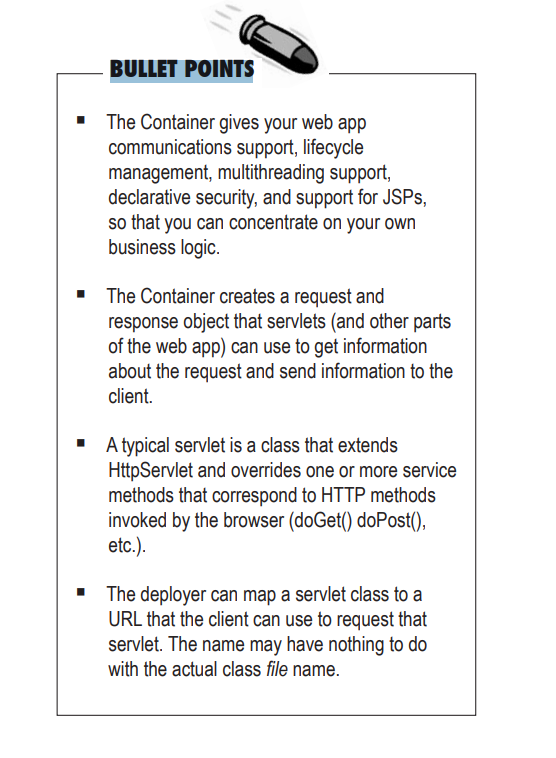 BULLET POINTS
▪ The Container gives your web app
communications support, lifecycle
management, multithreading support,
declarative security, and support for JSPs,
so that you can concentrate on your own
business logic.
▪ The Container creates a request and
response object that servlets (and other parts
of the web app) can use to get information
about the request and send information to the
client.
▪ A typical servlet is a class that extends
HttpServlet and overrides one or more service
methods that correspond to HTTP methods
invoked by the browser (doGet() doPost(),
etc.).
▪ The deployer can map a servlet class to a
URL that the client can use to request that
servlet. The name may have nothing to do
with the actual class file name.